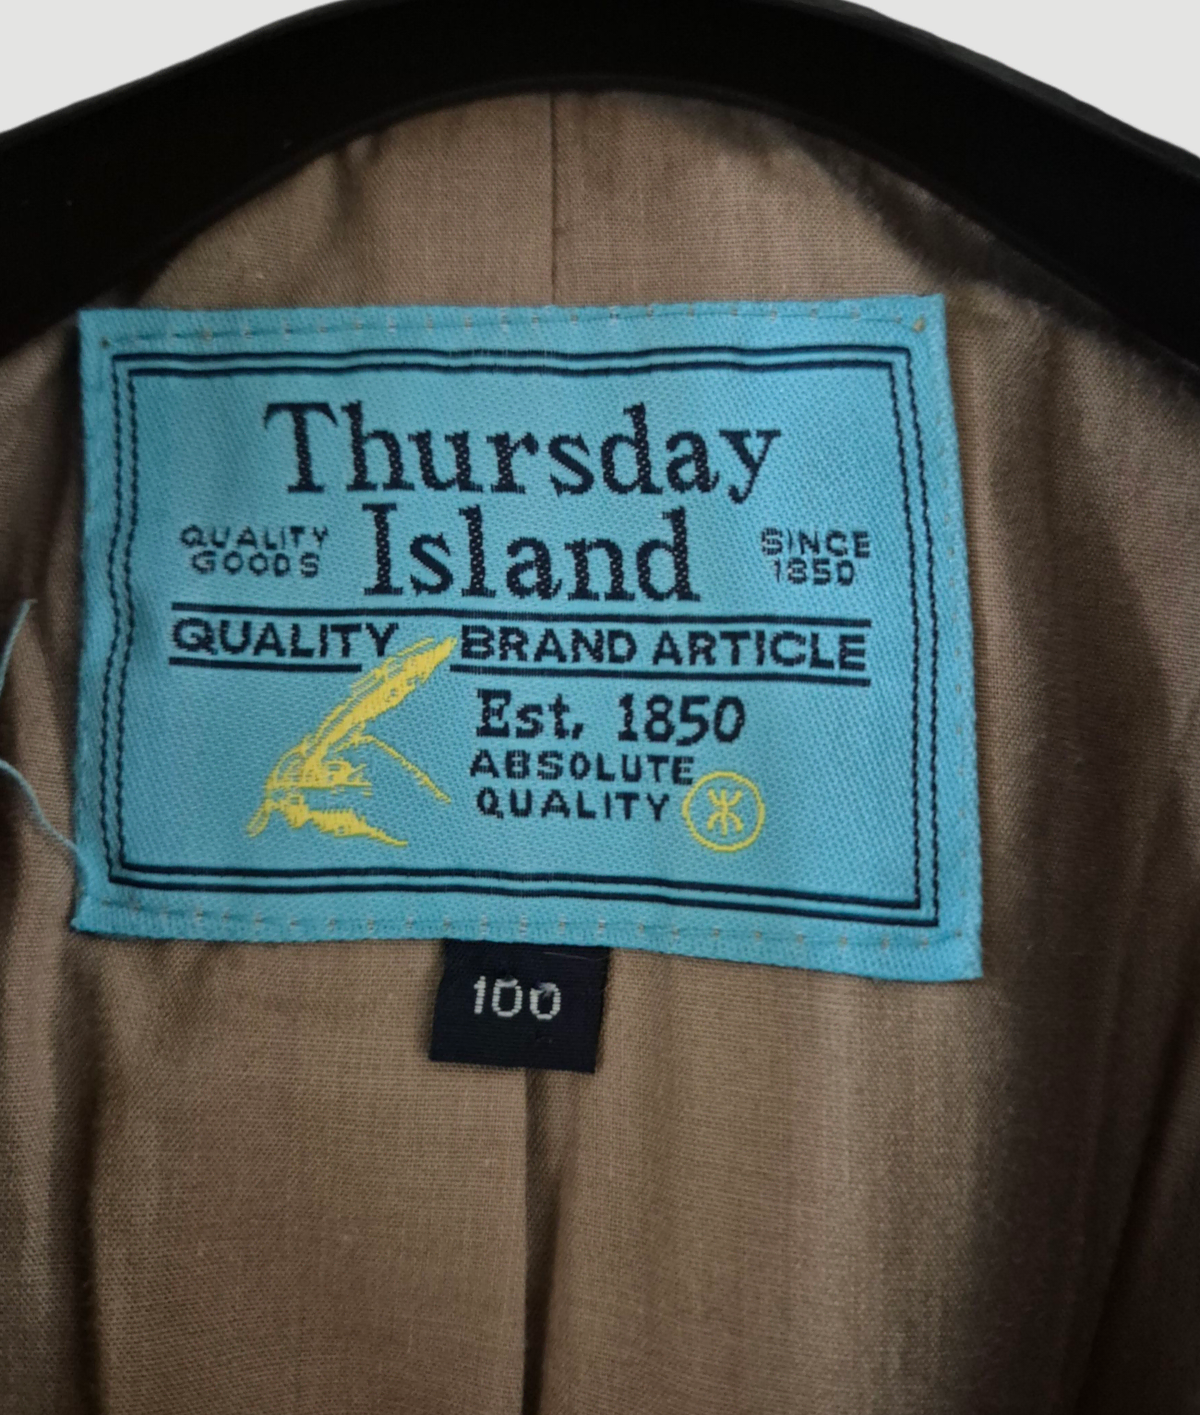 Thursday
Island
QUALITY
GOODS
SINCE
1850
QUALITY BRAND ARTICLE
Est. 1850
ABSOLUTE
QUALITY
100